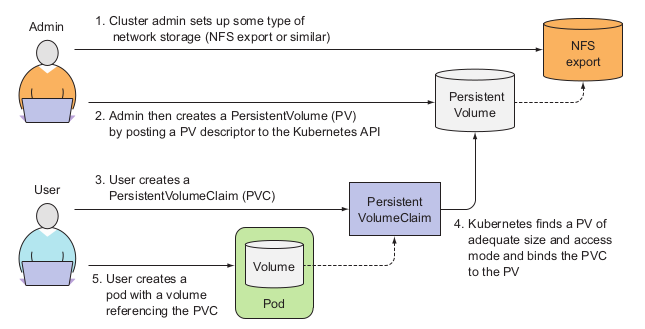 Admin
1. Cluster admin sets up some type of
network storage (NFS export or similar)
NFS
export
2. Admin then creates a PersistentVolume (PV)
by posting a PV descriptor to the Kubernetes API
Persistent
Volume
User
3. User creates a
PersistentVolumeClaim (PVC)
Persistent
VolumeClaim
4. Kubernetes finds a PV of
adequate size and access
mode and binds the PVC
to the PV
5. User creates a
pod with a volume
referencing the PVC
Volume
Pod